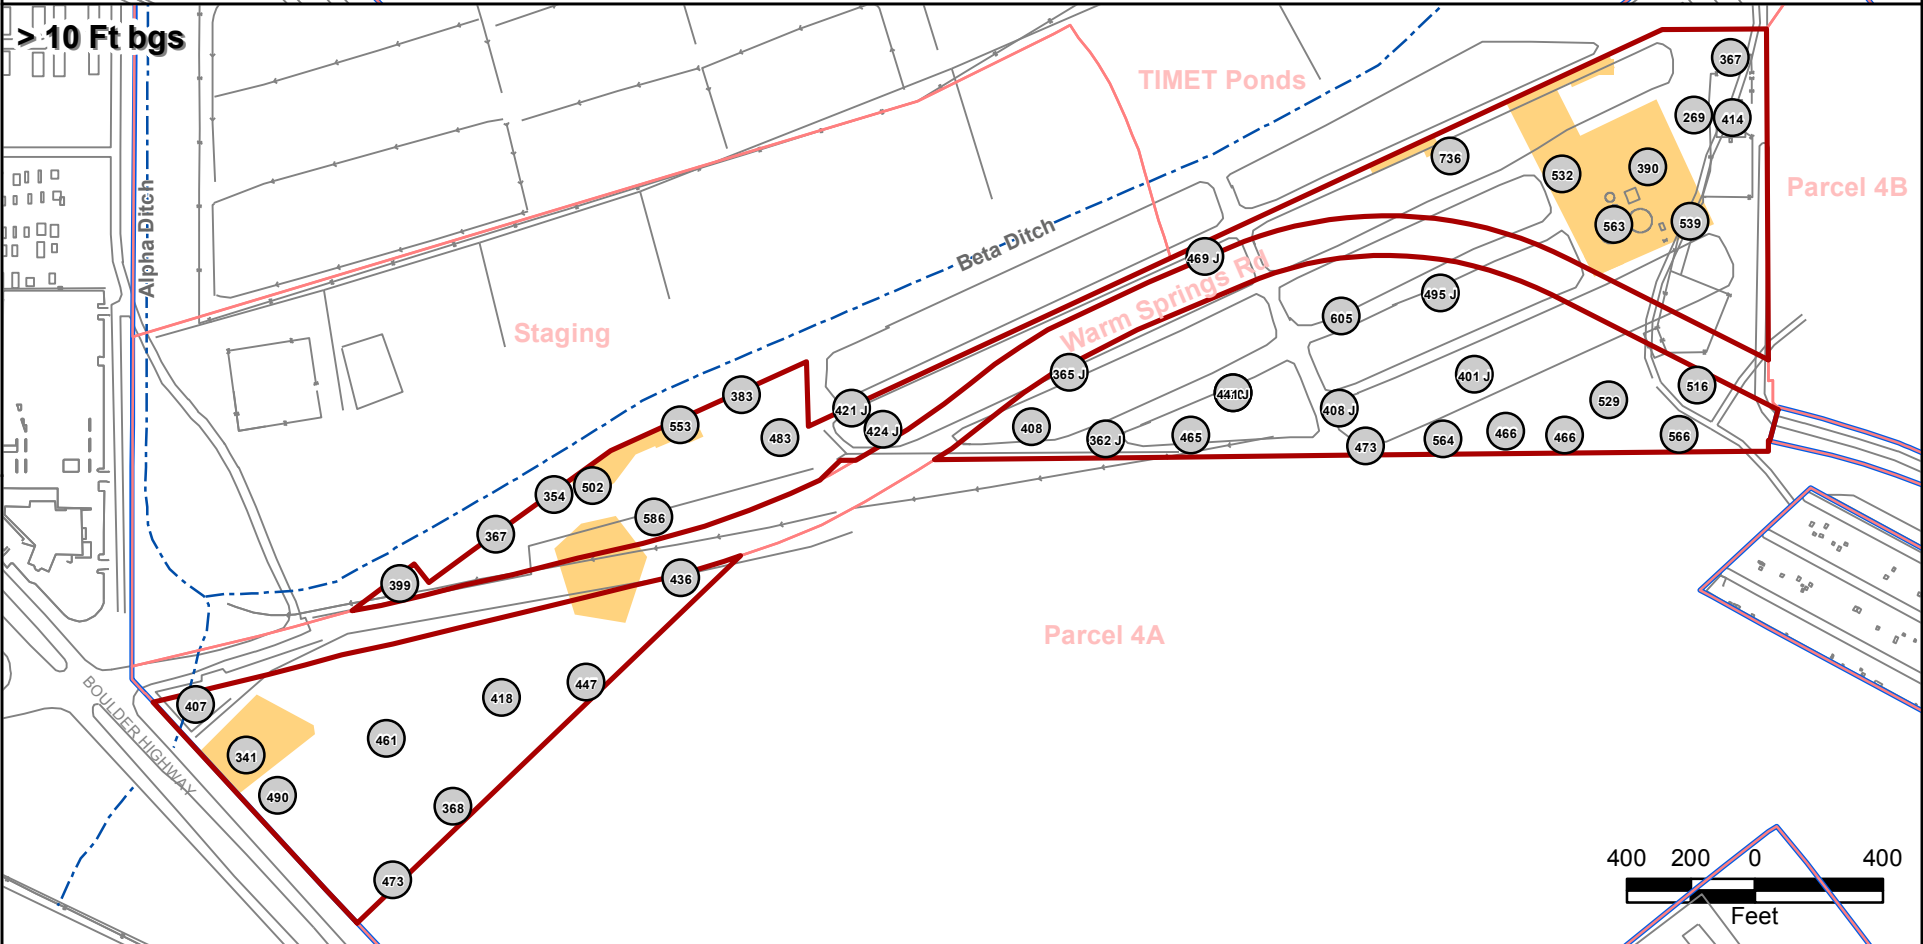 > 10 Ft bgs
367
TIMET Ponds
269
414
736
532
390
Parcel 4B
Alpha Ditch
563
539
Beta Ditch
469 J
Warm Springs Rd
495 J
605
Staging
365 J
401 J
383
408 J
516
529
421 J
424 J
553
483
408
362 J
465
473
564
466
466
566
354
502
586
367
399
436
Parcel 4A
407
418
447
BOULDER HIGHWAY
461
341
490
368
473
400 200 0 400
Feet